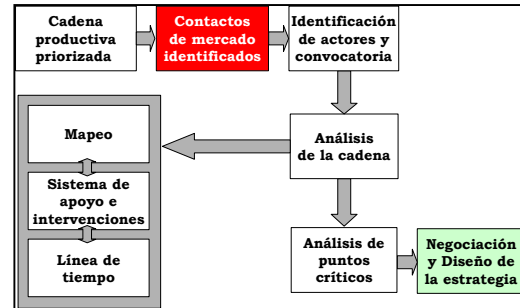 Cadena
productiva
priorizada
Contactos
de mercado
identificados
Identificación
de actores y
convocatoria
Mapeo
Sistema de
apoyo e
intervenciones
Línea de
tiempo
Análisis
de la cadena
Análisis de
puntos
críticos
Negociación
y Diseño de
la estrategia